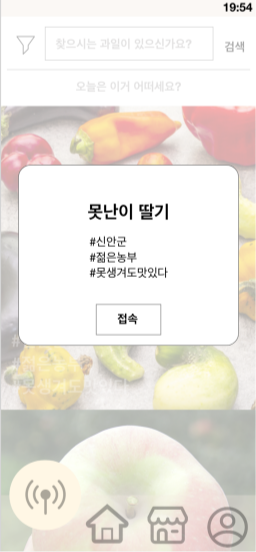 19:54
찾으시는 과일이 있으신가요?
검색
오늘은 이거 어떠세요?
못난이 딸기
#신안군
#젊은농부
#못생겨도맛있다
접속